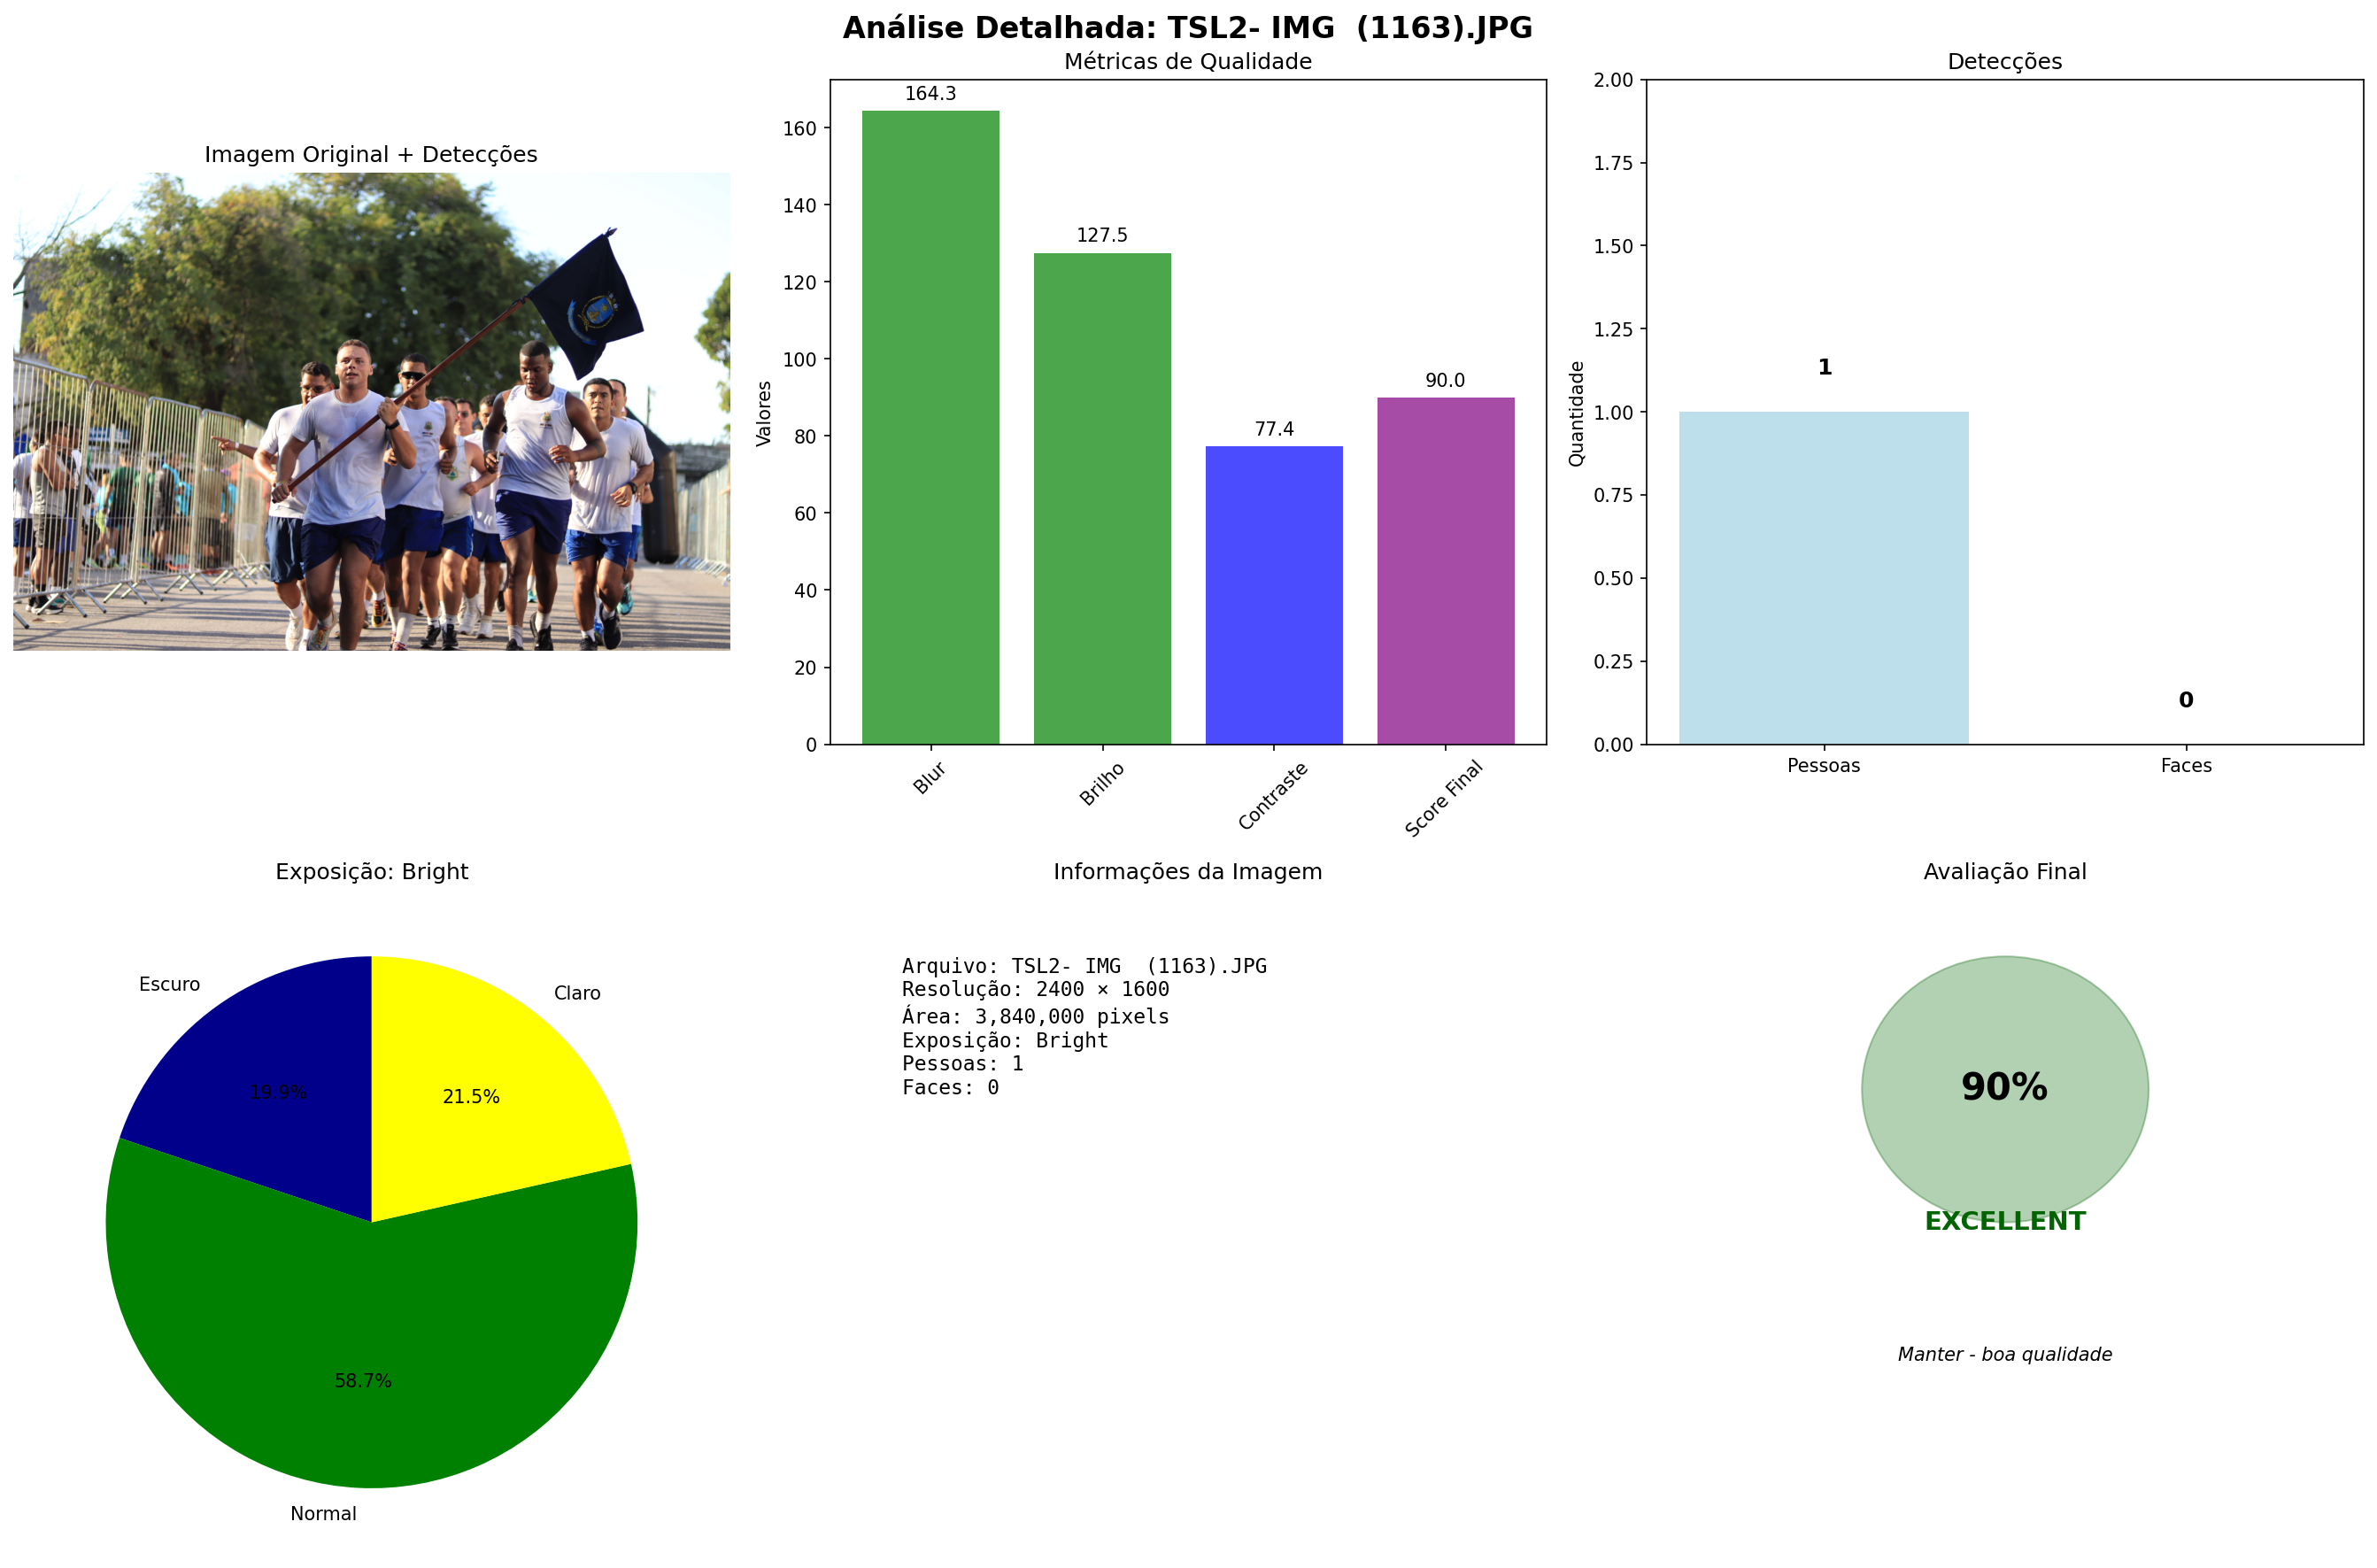 Análise Detalhada: TSL2- IMG  (1163).JPG
Imagem Original + Detecções
Métricas de Qualidade
Valores
160
140
120
100
80
60
40
20
0
164.3
127.5
77.4
90.0
Blur
Brilho
Contraste
Score Final
Detecções
Quantidade
2.00
1.75
1.50
1.25
1.00
0.75
0.50
0.25
0.00
1
0
Pessoas
Faces
Exposição: Bright
Escuro
Claro
19.9%
21.5%
58.7%
Normal
Informações da Imagem
Arquivo: TSL2- IMG  (1163).JPG
Resolução: 2400 × 1600
Área: 3,840,000 pixels
Exposição: Bright
Pessoas: 1
Faces: 0
Avaliação Final
90%
EXCELLENT
Manter - boa qualidade